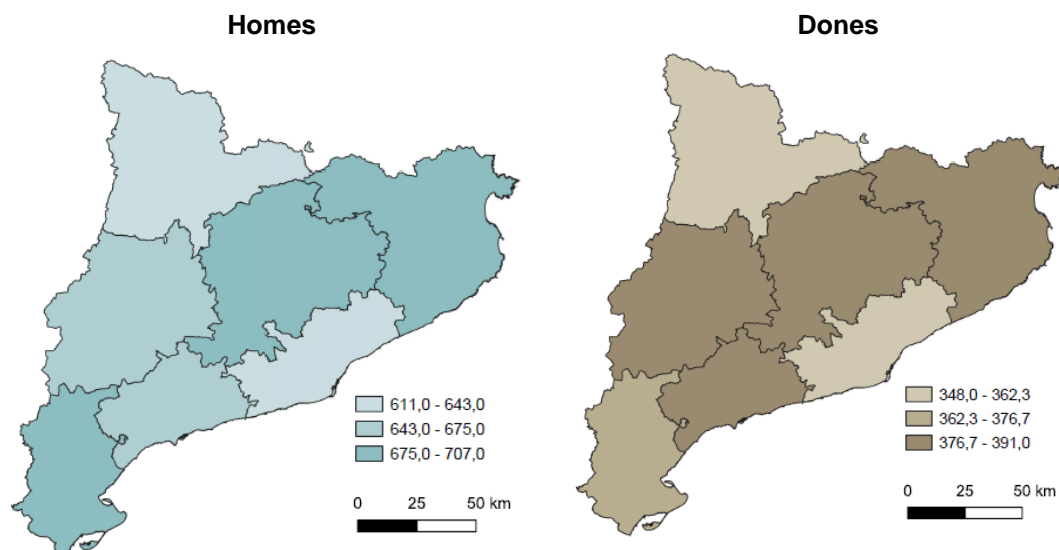 Homes
Dones
611,0 - 643,0
643,0 - 675,0
675,0 - 707,0
0 25 50 km
348,0 - 362,3
362,3 - 376,7
376,7 - 391,0
0 25 50 km